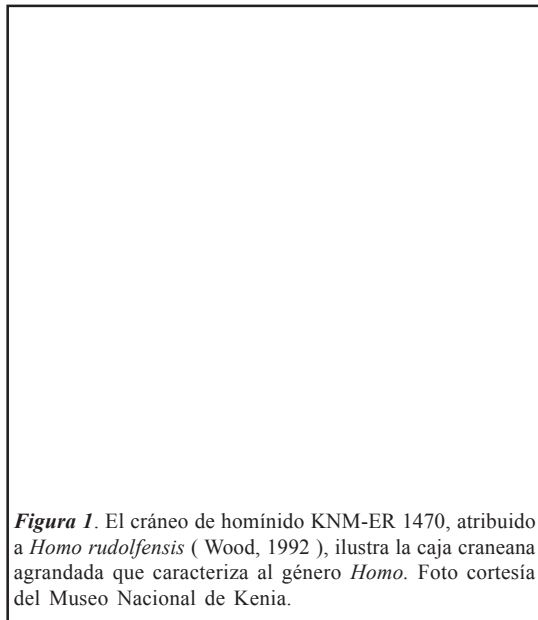 Figura 1. El cráneo de homínido KNM-ER 1470, atribuido
a Homo rudolfensis ( Wood, 1992 ), ilustra la caja craneana
agrandada que caracteriza al género Homo. Foto cortesía
del Museo Nacional de Kenia.